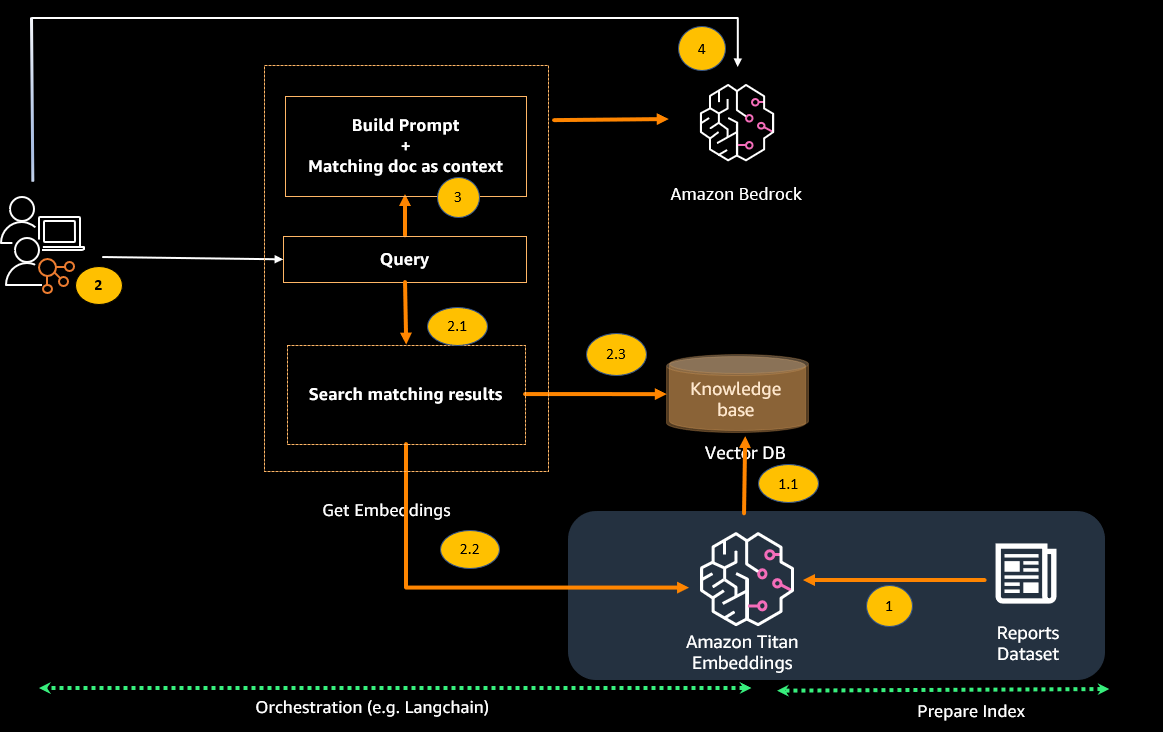 4
Build Prompt
+
Matching doc as context
Amazon Bedrock
3
Query
2
2.1
2.3
Search matching results
Knowledge
base
Vector DB
1.1
Get Embeddings
2.2
1
Amazon Titan
Embeddings
Reports
Dataset
Orchestration (e.g. Langchain)
Prepare Index